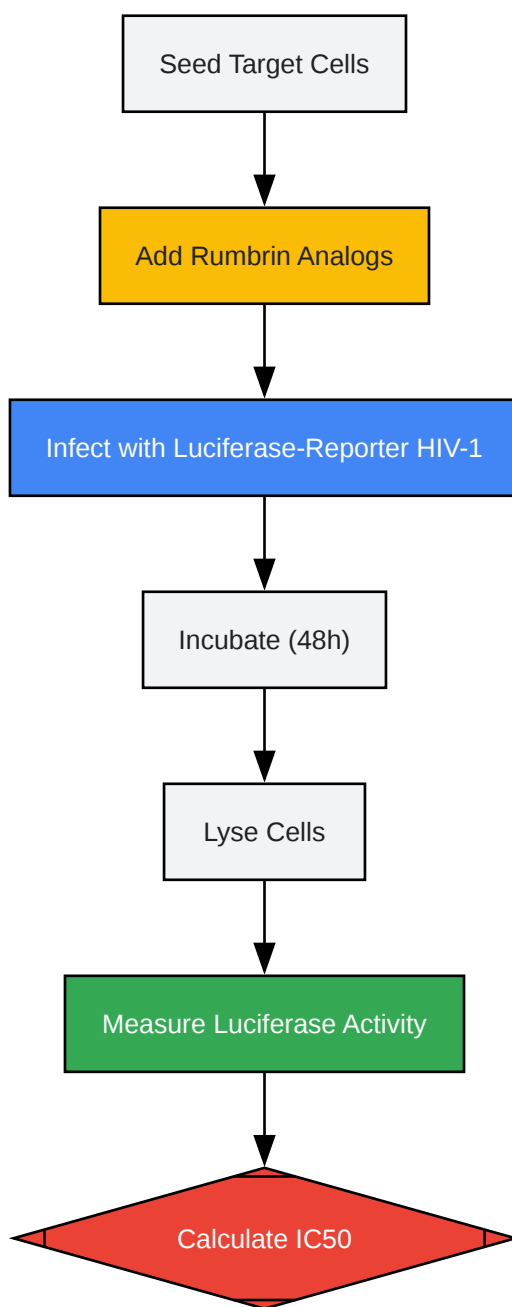 Seed Target Cells
Add Rumbrin Analogs
Infect with Luciferase-Reporter HIV-1
Incubate (48h)
Lyse Cells
Measure Luciferase Activity
Calculate IC50